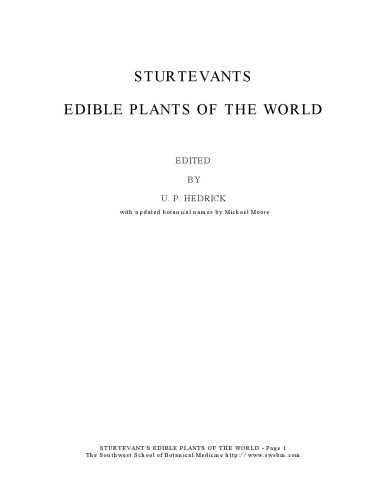 STURTEVANTS
EDIBLE PLANTS OF THE WORLD
EDITED
BY
U. P. HEDRICK
with updated botanical names by Michael Moore
STURTEVANT'S EDIBLE PLANTS OF THE WORLD - Page 1
The Southwest School of Botanical Medicine http://www.swsbm.com